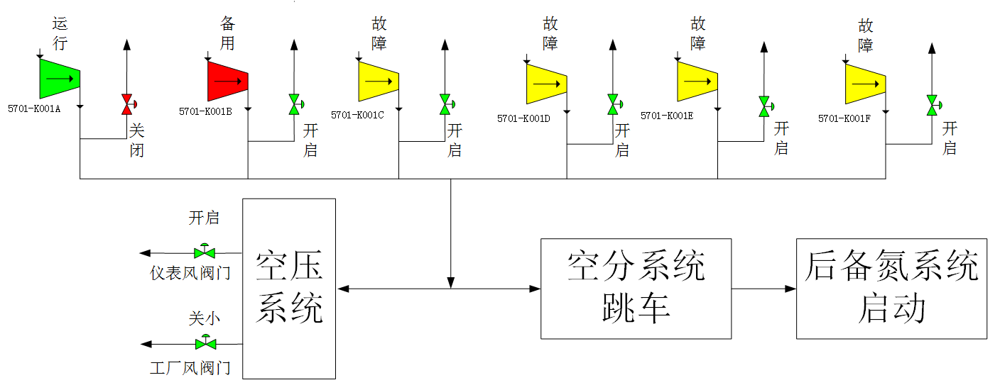 运行
备用
故障
故障
故障
故障
5701-K001A
5701-K001B
5701-K001C
5701-K001D
5701-K001E
5701-K001F
关闭
开启
开启
开启
开启
开启
开启
仪表风阀门
关小
工厂风阀门
空压
系统
空分系统
跳车
后备氮系统
启动